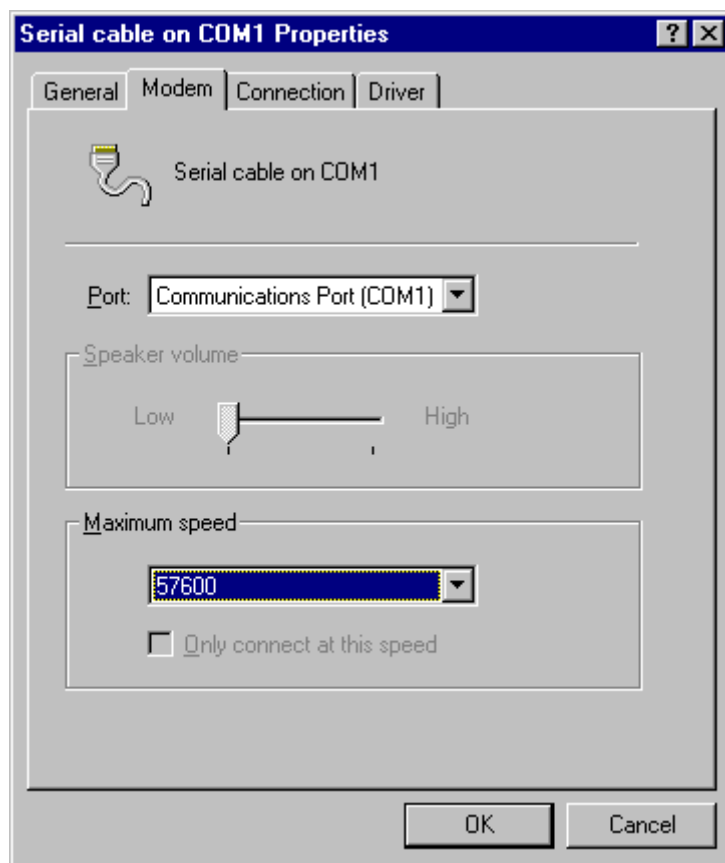 Serial cable on COM1 Properties
General Modem Connection Driver
Serial cable on COM1
Port: Communications Port (COM1)
Speaker volume
Low High
Maximum speed
57600
Only connect at this speed
OK Cancel